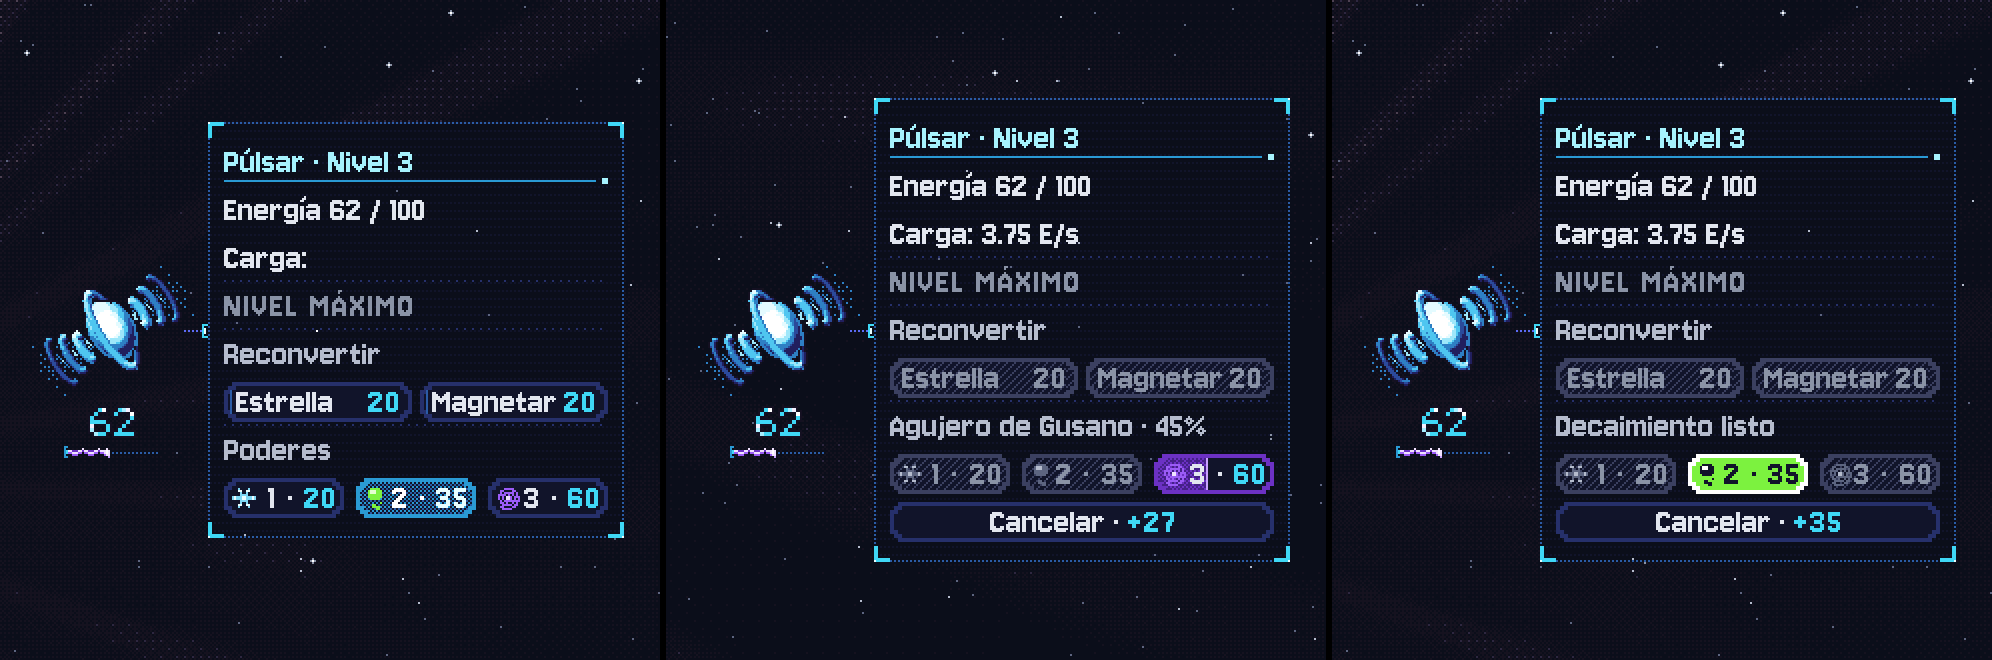 Púlsar · Nivel 3
Energía 62 / 100
Carga:
NIVEL MÁXIMO
Reconvertir
Estrella 20 Magnetar 20
Poderes
1 · 20 2 · 35 3 · 60
62
Púlsar · Nivel 3
Energía 62 / 100
Carga: 3.75 E/s
NIVEL MÁXIMO
Reconvertir
Estrella 20 Magnetar 20
Agujero de Gusano · 45%
1 · 20 2 · 35 3 · 60
Cancelar · +27
62
Púlsar · Nivel 3
Energía 62 / 100
Carga: 3.75 E/s
NIVEL MÁXIMO
Reconvertir
Estrella 20 Magnetar 20
Decaimiento listo
1 · 20 2 · 35 3 · 60
Cancelar · +35
62